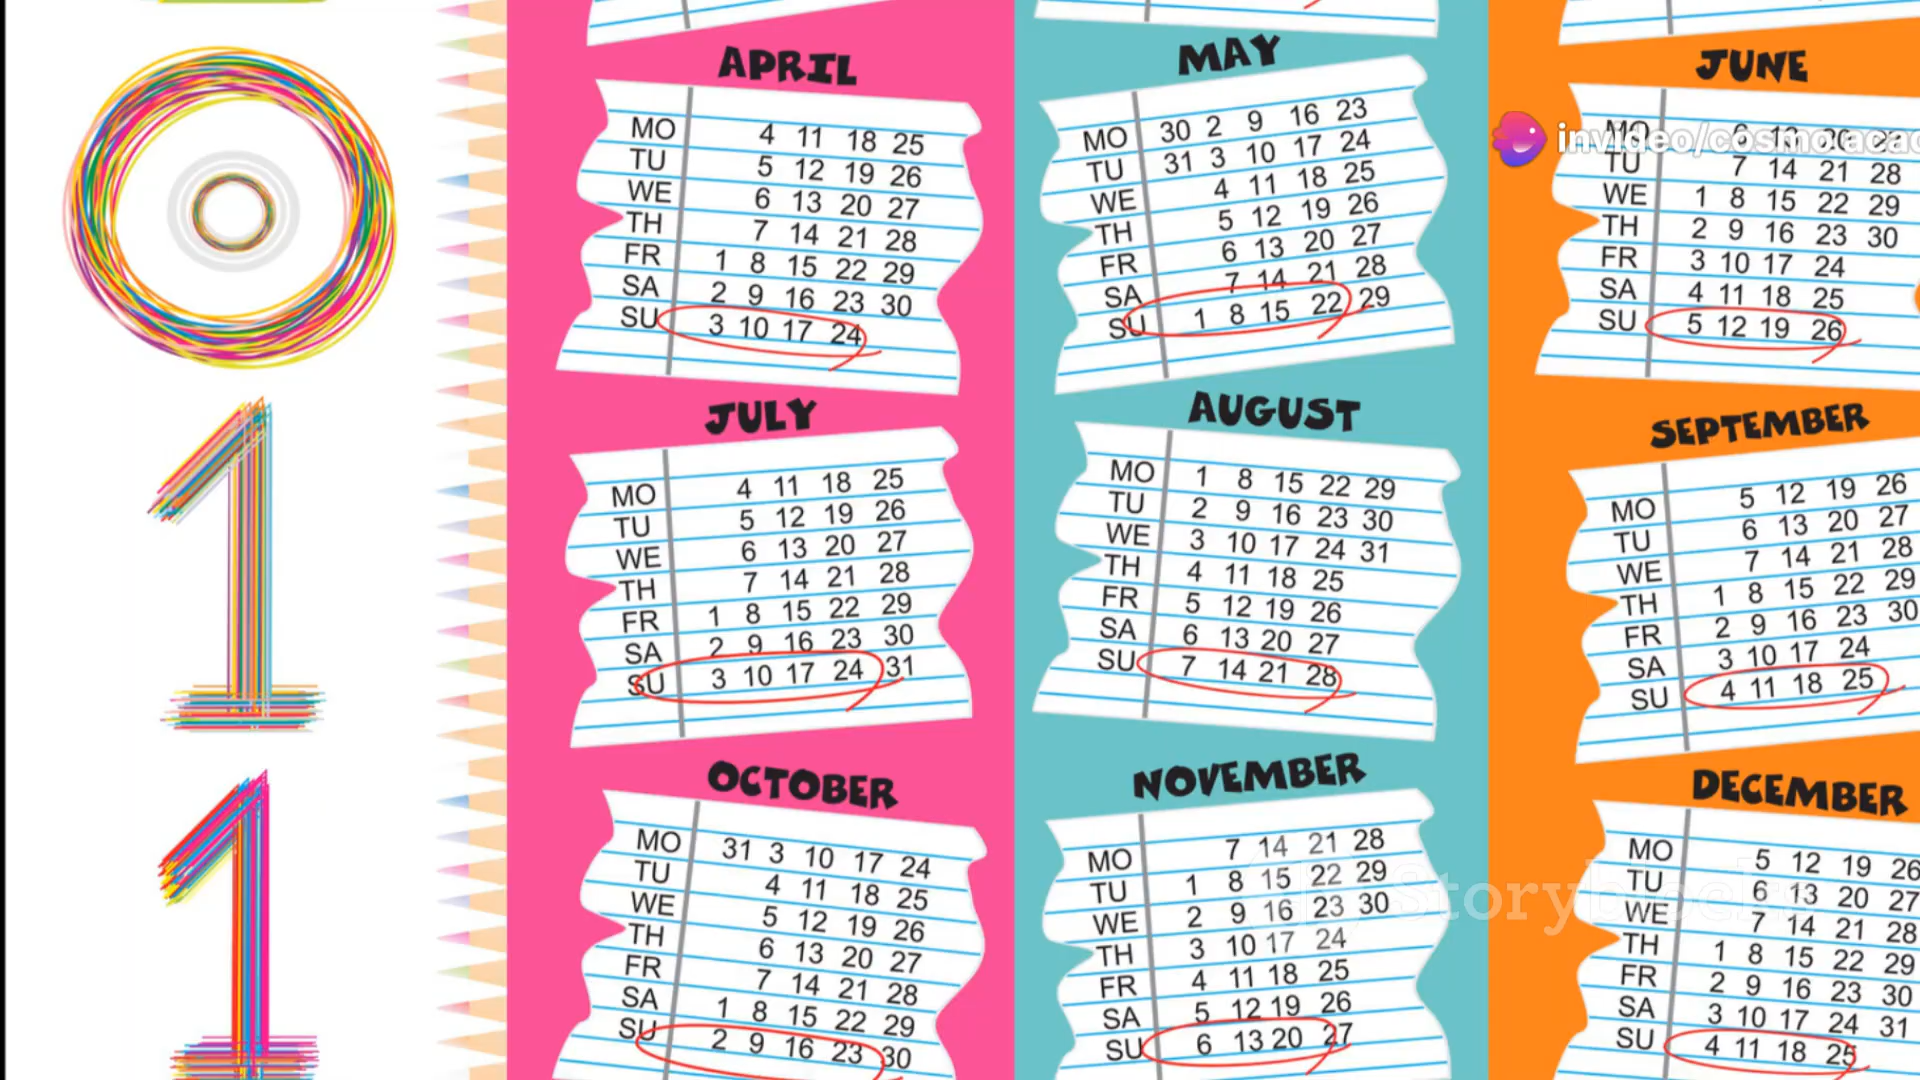 0
1
1
APRIL
MO 4 11 18 25
TU 5 12 19 26
WE 6 13 20 27
TH 7 14 21 28
FR 1 8 15 22 29
SA 2 9 16 23 30
SU 3 10 17 24
MAY
MO 30 2 9 16 23
TU 31 3 10 17 24
WE 4 11 18 25
TH 5 12 19 26
FR 6 13 20 27
SA 7 14 21 28
SU 1 8 15 22 29
JUNE
invideo/cosmo
MO 6 13 20
TU 7 14 21 28
WE 1 8 15 22 29
TH 2 9 16 23 30
FR 3 10 17 24
SA 4 11 18 25
SU 5 12 19 26
JULY
MO 4 11 18 25
TU 5 12 19 26
WE 6 13 20 27
TH 7 14 21 28
FR 1 8 15 22 29
SA 2 9 16 23 30
SU 3 10 17 24 31
AUGUST
MO 1 8 15 22 29
TU 2 9 16 23 30
WE 3 10 17 24 31
TH 4 11 18 25
FR 5 12 19 26
SA 6 13 20 27
SU 7 14 21 28
SEPTEMBER
MO 5 12 19 26
TU 6 13 20 27
WE 7 14 21 28
TH 1 8 15 22 29
FR 2 9 16 23 30
SA 3 10 17 24
SU 4 11 18 25
OCTOBER
MO 31 3 10 17 24
TU 4 11 18 25
WE 5 12 19 26
TH 6 13 20 27
FR 7 14 21 28
SA 1 8 15 22 29
SU 2 9 16 23 30
NOVEMBER
MO 7 14 21 28
TU 1 8 15 22 29
WE 2 9 16 23 30
TH 3 10 17 24
FR 4 11 18 25
SA 5 12 19 26
SU 6 13 20 27
Storyblocks
DECEMBER
MO 5 12 19 26
TU 6 13 20 27
WE 7 14 21 28
TH 1 8 15 22 29
FR 2 9 16 23 30
SA 3 10 17 24 31
SU 4 11 18 25